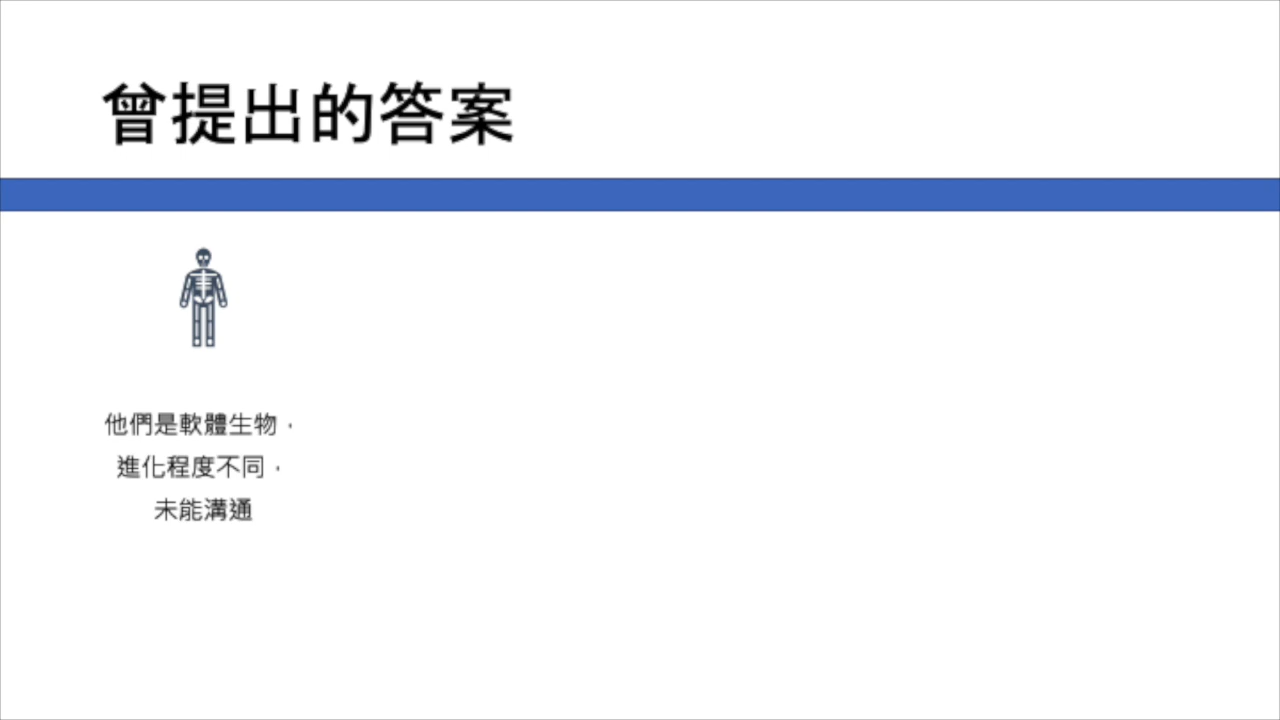 曾提出的答案
他們是軟體生物，
進化程度不同，
未能溝通